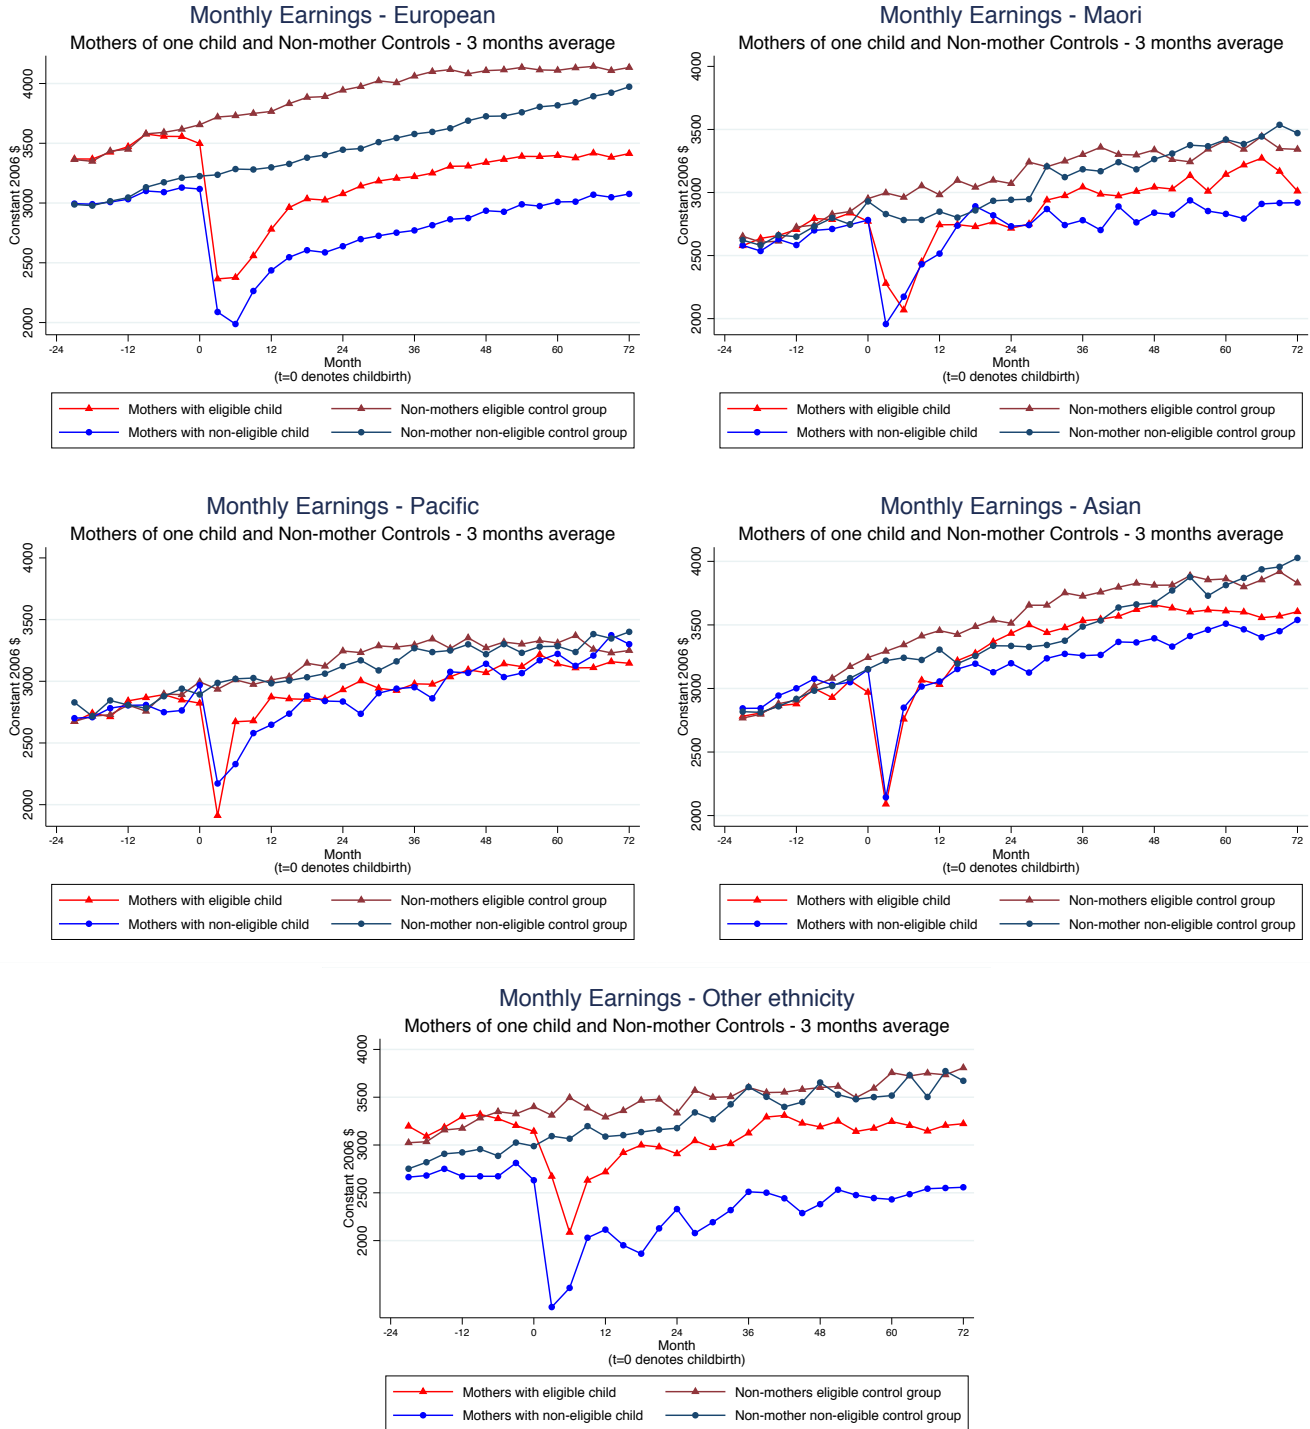 Monthly Earnings - European
Mothers of one child and Non-mother Controls - 3 months average
Constant 2006 $
4000
3500
3000
2500
2000
-24 -12 0 12 24 36 48 60 72
Month
(t=0 denotes childbirth)
Mothers with eligible child Non-mothers eligible control group
Mothers with non-eligible child Non-mother non-eligible control group
Monthly Earnings - Maori
Mothers of one child and Non-mother Controls - 3 months average
Constant 2006 $
4000
3500
3000
2500
2000
-24 -12 0 12 24 36 48 60 72
Month
(t=0 denotes childbirth)
Mothers with eligible child Non-mothers eligible control group
Mothers with non-eligible child Non-mother non-eligible control group
Monthly Earnings - Pacific
Mothers of one child and Non-mother Controls - 3 months average
Constant 2006 $
4000
3500
3000
2500
2000
-24 -12 0 12 24 36 48 60 72
Month
(t=0 denotes childbirth)
Mothers with eligible child Non-mothers eligible control group
Mothers with non-eligible child Non-mother non-eligible control group
Monthly Earnings - Asian
Mothers of one child and Non-mother Controls - 3 months average
Constant 2006 $
4000
3500
3000
2500
2000
-24 -12 0 12 24 36 48 60 72
Month
(t=0 denotes childbirth)
Mothers with eligible child Non-mothers eligible control group
Mothers with non-eligible child Non-mother non-eligible control group
Monthly Earnings - Other ethnicity
Mothers of one child and Non-mother Controls - 3 months average
Constant 2006 $
4000
3500
3000
2500
2000
-24 -12 0 12 24 36 48 60 72
Month
(t=0 denotes childbirth)
Mothers with eligible child Non-mothers eligible control group
Mothers with non-eligible child Non-mother non-eligible control group